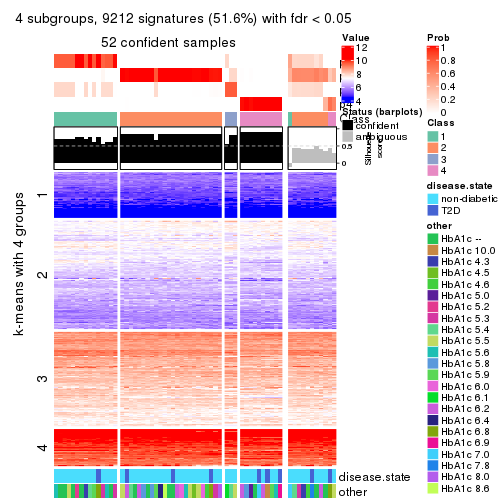 4 subgroups, 9212 signatures (51.6%) with fdr < 0.05
52 confident samples
k-means with 4 groups
1
2
3
4
Class
Silhouette
score
1
0.5
0
disease.state
other
Value
12
10
8
6
4
Status (barplots)
confident
ambiguous
Prob
1
0.8
0.6
0.4
0.2
0
Class
1
2
3
4
disease.state
non-diabetic
T2D
other
HbA1c --
HbA1c 10.0
HbA1c 4.3
HbA1c 4.5
HbA1c 4.6
HbA1c 5.0
HbA1c 5.2
HbA1c 5.3
HbA1c 5.4
HbA1c 5.5
HbA1c 5.6
HbA1c 5.8
HbA1c 5.9
HbA1c 6.0
HbA1c 6.1
HbA1c 6.2
HbA1c 6.4
HbA1c 6.8
HbA1c 6.9
HbA1c 7.0
HbA1c 7.8
HbA1c 8.0
HbA1c 8.6